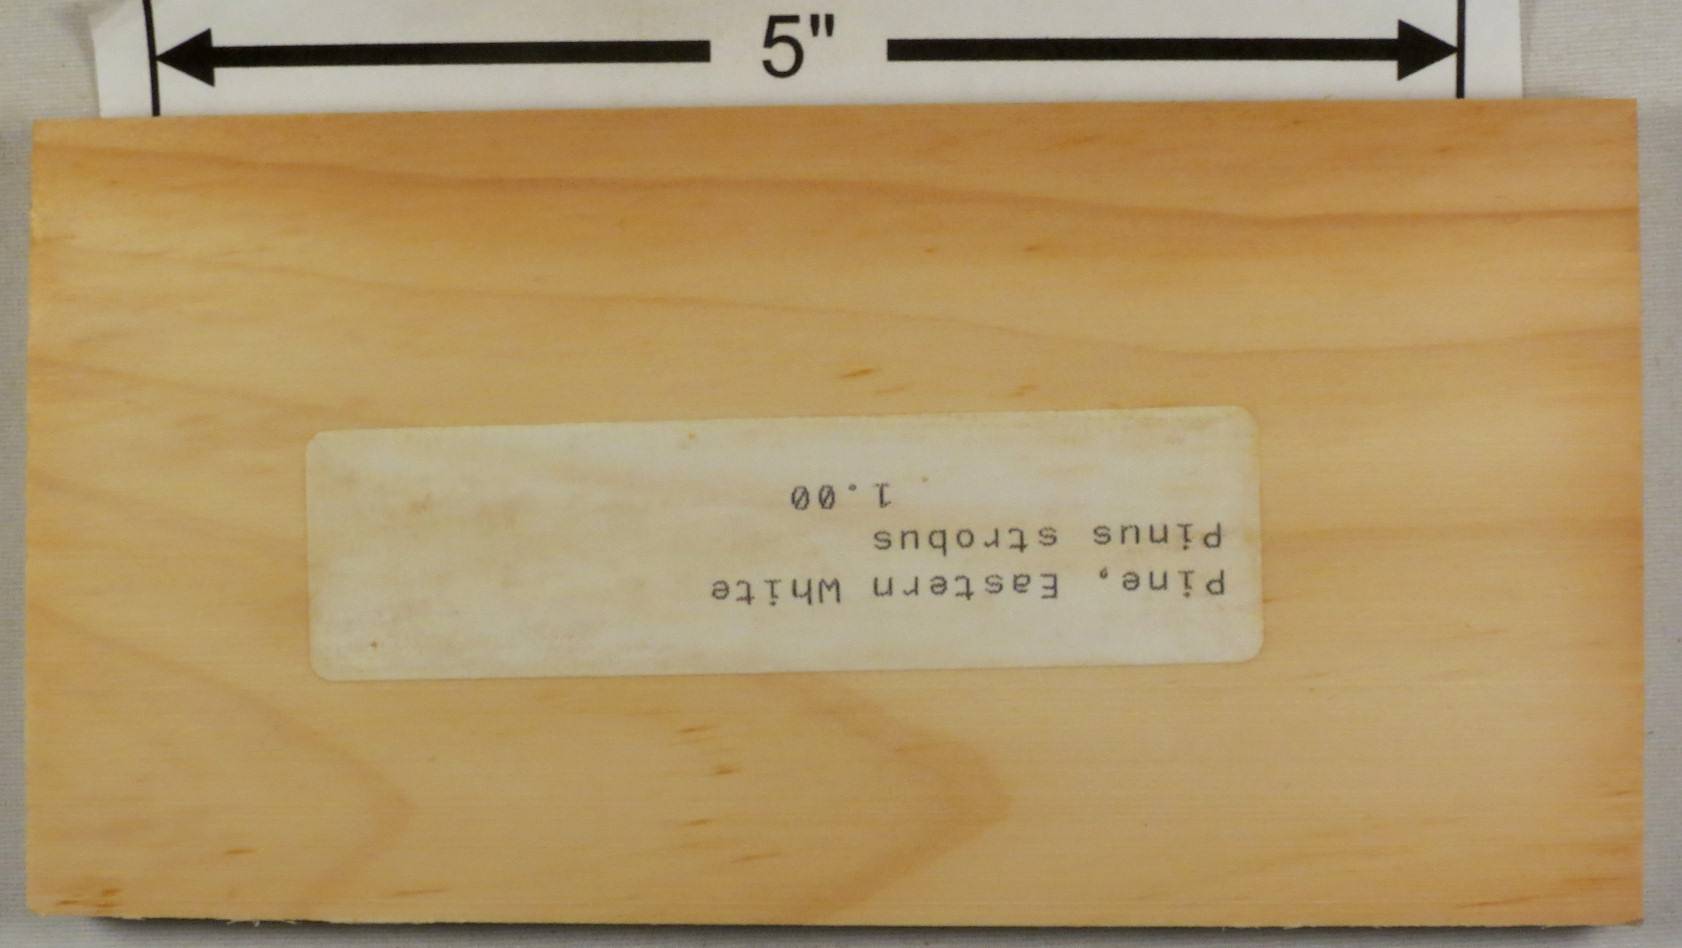 5"
Pine, Eastern White
Pinus strobus
1.00